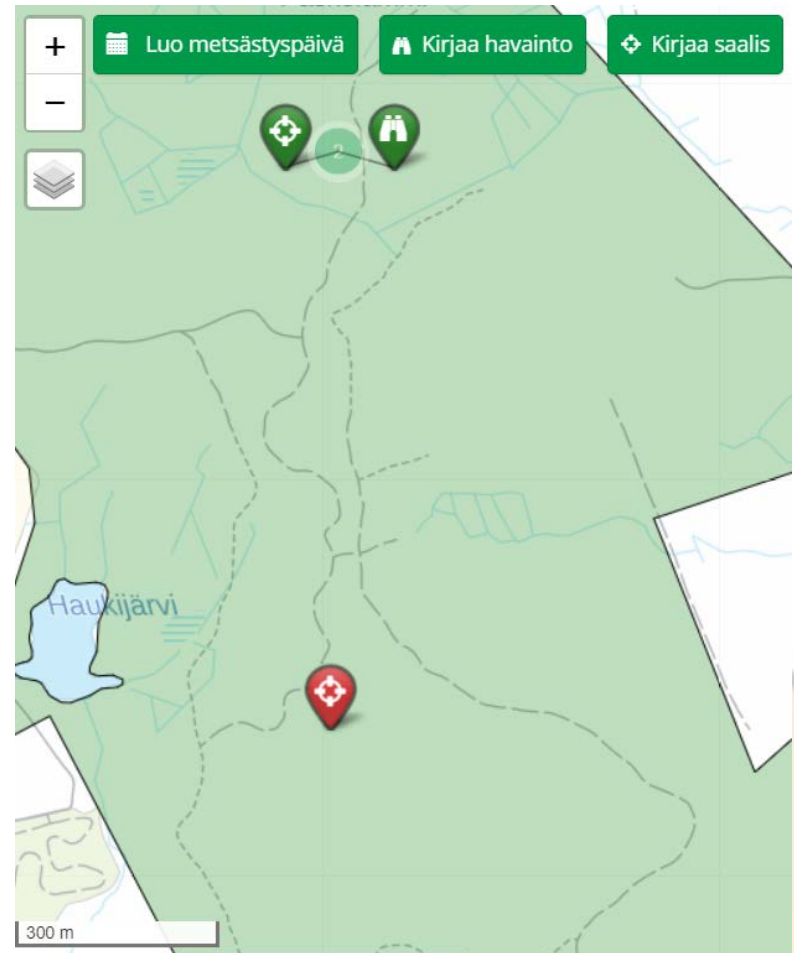 +
Luo metsästyspäivä
Kirjaa havainto
Kirjaa saalis
−
2
Haukijärvi
300 m